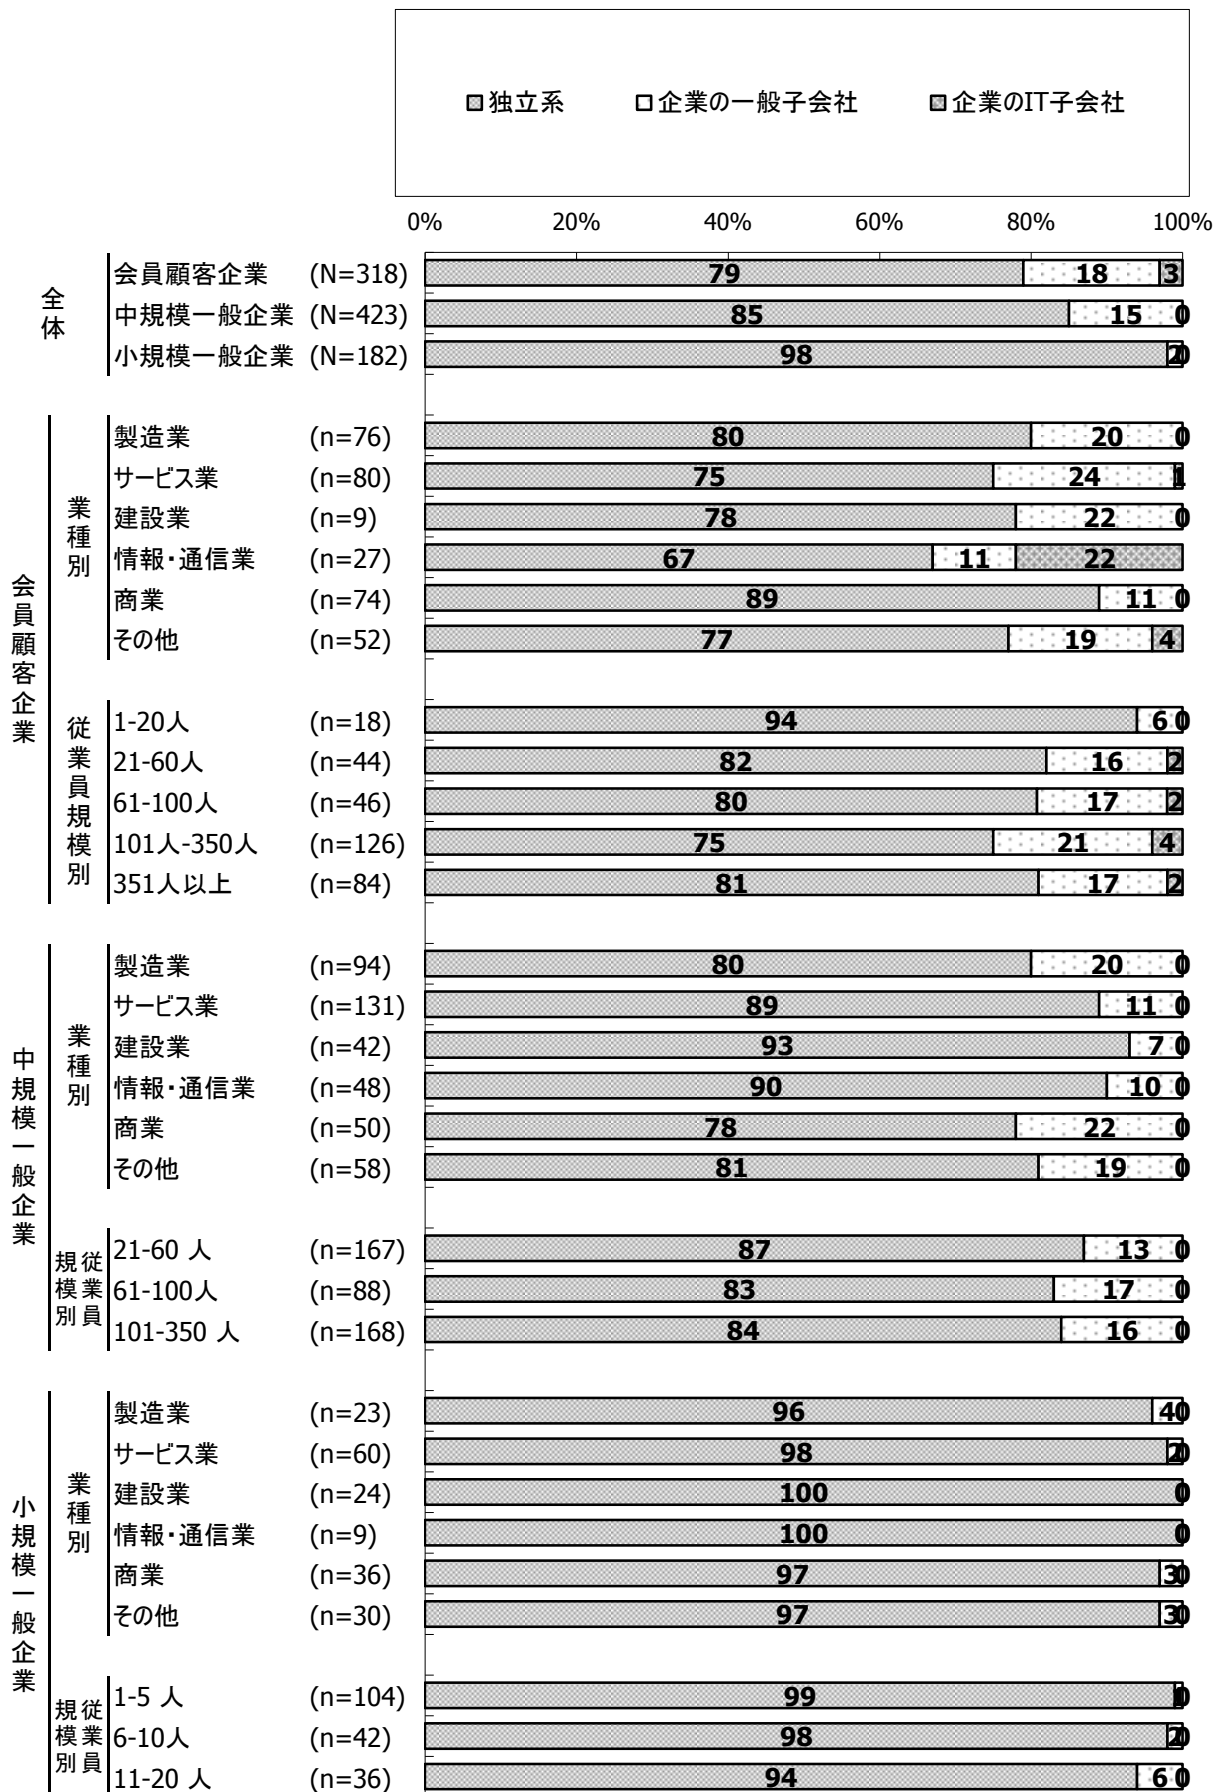 独立系 企業の一般子会社 企業のIT子会社
0% 20% 40% 60% 80% 100%
全体
会員顧客企業 (N=318) 79 18 3
中規模一般企業 (N=423) 85 15 0
小規模一般企業 (N=182) 98 2 0
会員顧客企業
業種別
製造業 (n=76) 80 20 0
サービス業 (n=80) 75 24 1
建設業 (n=9) 78 22 0
情報・通信業 (n=27) 67 11 22
商業 (n=74) 89 11 0
その他 (n=52) 77 19 4
従業員規模別
1-20人 (n=18) 94 6 0
21-60人 (n=44) 82 16 2
61-100人 (n=46) 80 17 2
101人-350人 (n=126) 75 21 4
351人以上 (n=84) 81 17 2
中規模一般企業
業種別
製造業 (n=94) 80 20 0
サービス業 (n=131) 89 11 0
建設業 (n=42) 93 7 0
情報・通信業 (n=48) 90 10 0
商業 (n=50) 78 22 0
その他 (n=58) 81 19 0
従業員規模別
21-60 人 (n=167) 87 13 0
61-100人 (n=88) 83 17 0
101-350 人 (n=168) 84 16 0
小規模一般企業
業種別
製造業 (n=23) 96 4 0
サービス業 (n=60) 98 2 0
建設業 (n=24) 100 0
情報・通信業 (n=9) 100 0
商業 (n=36) 97 3 0
その他 (n=30) 97 3 0
従業員規模別
1-5 人 (n=104) 99 0
6-10人 (n=42) 98 2 0
11-20 人 (n=36) 94 6 0